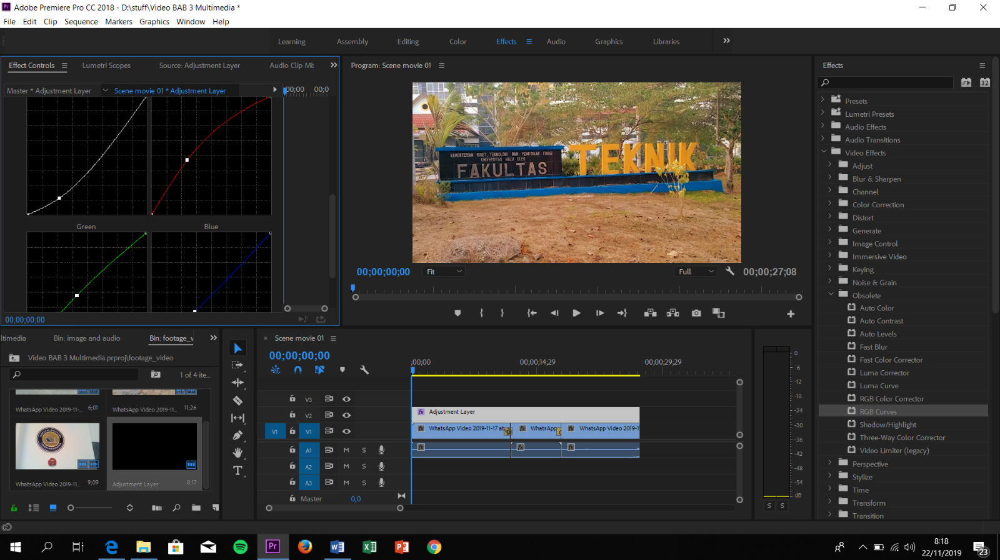 Adobe Premiere Pro CC 2018 - D:\stuff\Video BAB 3 Multimedia *
File Edit Clip Sequence Markers Graphics Window Help
Learning Assembly Editing Color Effects Audio Graphics Libraries
Effect Controls Lumetri Scopes Source: Adjustment Layer Audio Clip Mi
Master * Adjustment Layer Scene movie 01 * Adjustment Layer
00;00 00;0
Green Blue
00;00;00;00
Program: Scene movie 01
KEMENTERIAN RISET, TEKNOLOGI DAN PENDIDIKAN TINGGI
UNIVERSITAS HALU OLEO
FAKULTAS TEKNIK
00;00;00;00 Fit Full 00;00;27;08
Effects
32
Presets
Lumetri Presets
Audio Effects
Audio Transitions
Video Effects
Adjust
Blur & Sharpen
Channel
Color Correction
Distort
Generate
Image Control
Immersive Video
Keying
Noise & Grain
Obsolete
Auto Color
Auto Contrast
Auto Levels
Fast Blur
Fast Color Corrector
Luma Corrector
Luma Curve
RGB Color Corrector
RGB Curves
Shadow/Highlight
Three-Way Color Corrector
Video Limiter (legacy)
Perspective
Stylize
Time
Transform
Transition
ltimedia Bin: image and audio Bin: footage_v
Video BAB 3 Multimedia.prproj\footage_video
1 of 4 ite...
WhatsApp Video 2019-11-... 6;01 WhatsApp Video 2019-11... 11;26
WhatsApp Video 2019-11... 9;09 Adjustment Layer 8:17
× Scene movie 01
00;00;00;00
;00;00 00;00;14;29 00;00;29;29
V3
V2 fx Adjustment Layer
V1 V1 fx WhatsApp Video 2019-11-17 at fx WhatsApp fx WhatsApp Video 2019-1
A1 M S fx fx fx
A2 M S
A3 M S
Master 0,0
0
-6
-12
-18
-24
-30
-36
-42
-48
-54
dB
S S
8:18
22/11/2019
23